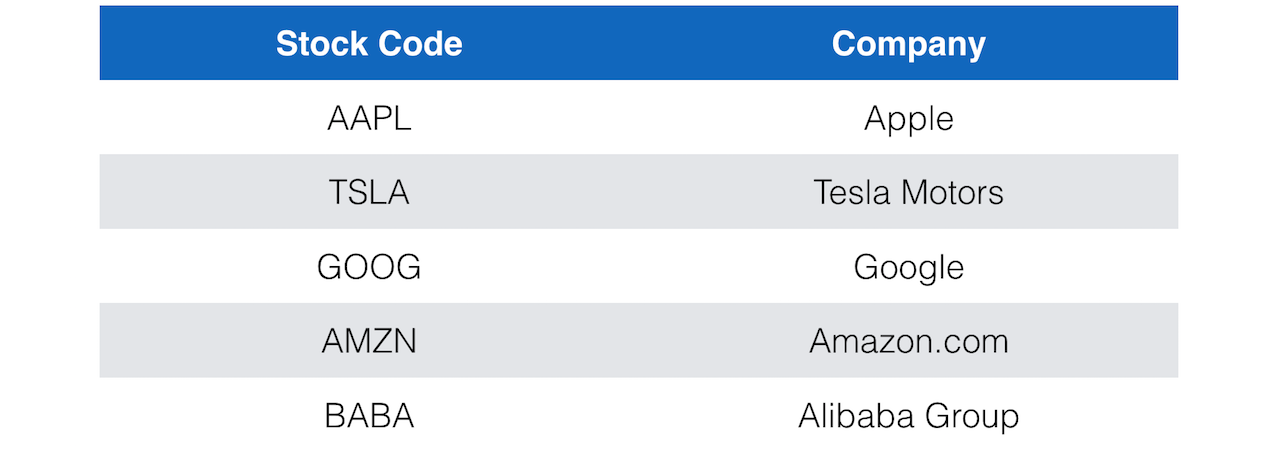 Stock Code Company
AAPL Apple
TSLA Tesla Motors
GOOG Google
AMZN Amazon.com
BABA Alibaba Group